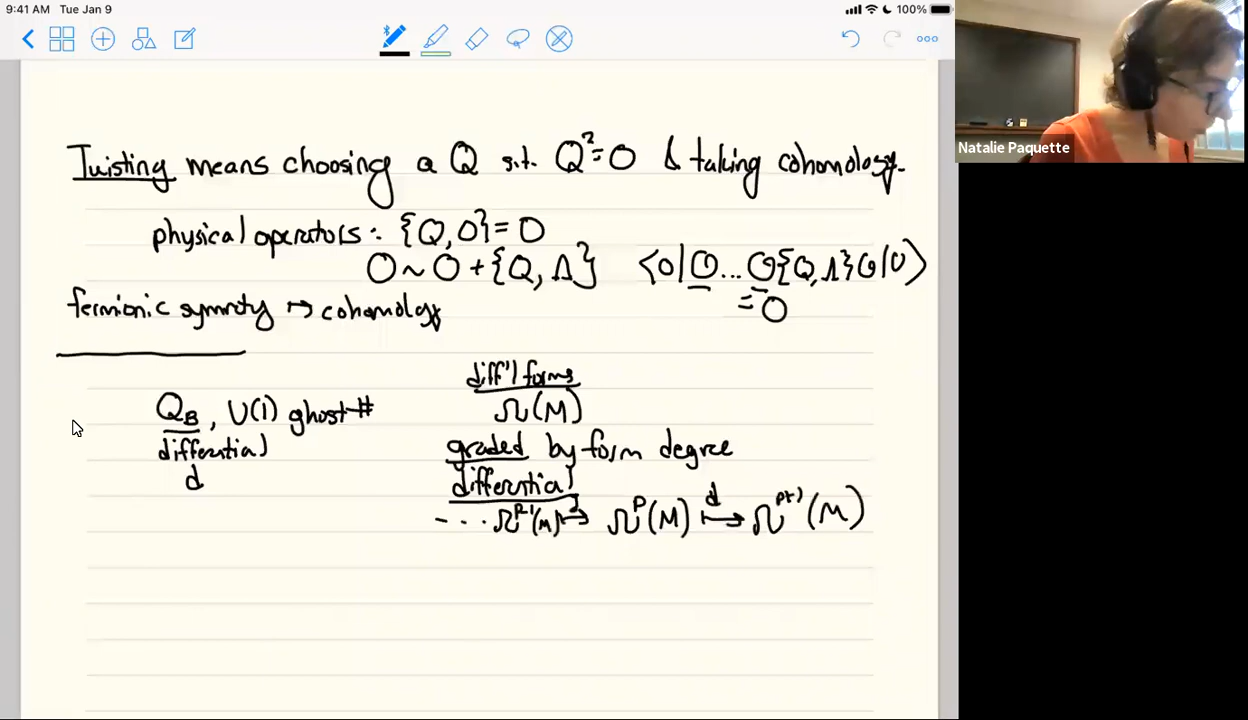 9:41 AM Tue Jan 9
100%
Natalie Paquette
Twisting means choosing a Q s.t. Q²=0 & taking cohomology.
physical operators: {Q, O}=0
O ~ O + {Q, Λ} ⟨0|O...O{Q,Λ}O|0⟩
= 0
fermionic symmetry ↦ cohomology
diff'l forms
Ω(M)
Q_B, U(1) ghost #
differential
d
graded by form degree
differential
--... Ω^{p-1}(M) ↦ Ω^p(M) ↦^d Ω^{p+1}(M)